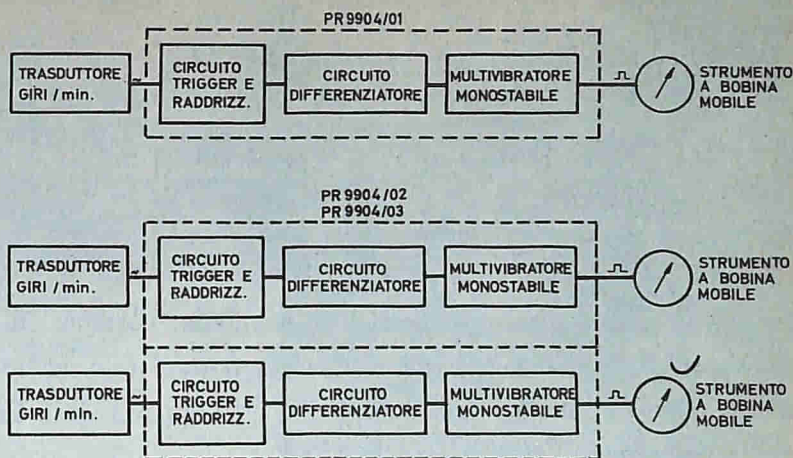 PR 9904/01
TRASDUTTORE
GIRI / min.
~
CIRCUITO
TRIGGER E
RADDRIZZ.
CIRCUITO
DIFFERENZIATORE
MULTIVIBRATORE
MONOSTABILE
STRUMENTO
A BOBINA
MOBILE
PR 9904/02
PR 9904/03
TRASDUTTORE
GIRI / min.
~
CIRCUITO
TRIGGER E
RADDRIZZ.
CIRCUITO
DIFFERENZIATORE
MULTIVIBRATORE
MONOSTABILE
STRUMENTO
A BOBINA
MOBILE
TRASDUTTORE
GIRI / min.
~
CIRCUITO
TRIGGER E
RADDRIZZ.
CIRCUITO
DIFFERENZIATORE
MULTIVIBRATORE
MONOSTABILE
STRUMENTO
A BOBINA
MOBILE